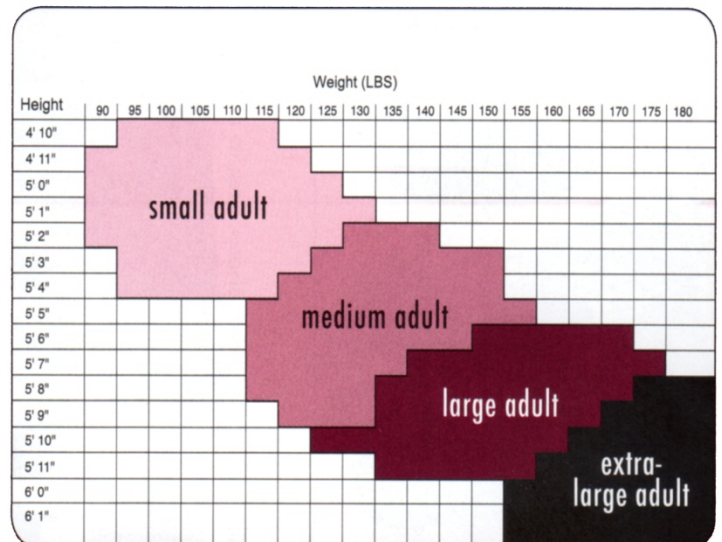 Weight (LBS)
Height 90 95 100 105 110 115 120 125 130 135 140 145 150 155 160 165 170 175 180
4' 10"
4' 11"
5' 0"
5' 1"
small adult
5' 2"
5' 3"
5' 4"
5' 5"
medium adult
5' 6"
5' 7"
5' 8"
large adult
5' 9"
5' 10"
5' 11"
extra-
large adult
6' 0"
6' 1"